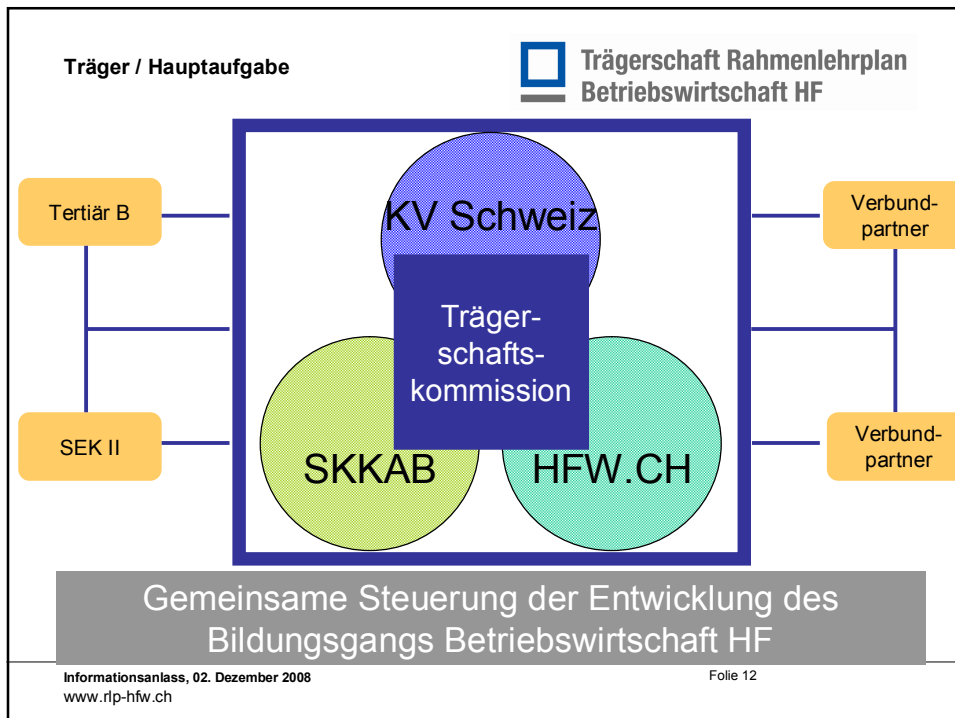 Träger / Hauptaufgabe
Trägerschaft Rahmenlehrplan
Betriebswirtschaft HF
KV Schweiz
Tertiär B
Verbund-
partner
Träger-
schafts-
kommission
SEK II
SKKAB
HFW.CH
Verbund-
partner
Gemeinsame Steuerung der Entwicklung des
Bildungsgangs Betriebswirtschaft HF
Informationsanlass, 02. Dezember 2008
Folie 12
www.rlp-hfw.ch